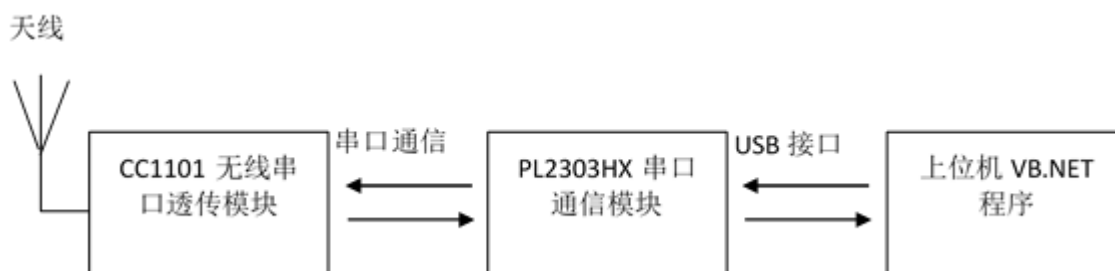 天线
CC1101 无线串
口透传模块
串口通信
PL2303HX 串口
通信模块
USB 接口
上位机 VB.NET
程序